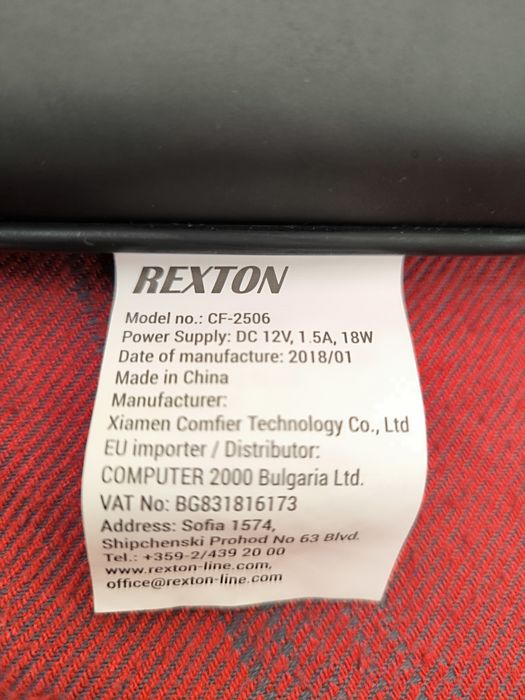 REXTON
Model no.: CF-2506
Power Supply: DC 12V, 1.5A, 18W
Date of manufacture: 2018/01
Made in China
Manufacturer:
Xiamen Comfier Technology Co., Ltd
EU importer / Distributor:
COMPUTER 2000 Bulgaria Ltd.
VAT No: BG831816173
Address: Sofia 1574,
Shipchenski Prohod No 63 Blvd.
Tel.: +359-2/439 20 00
www.rexton-line.com,
office@rexton-line.com